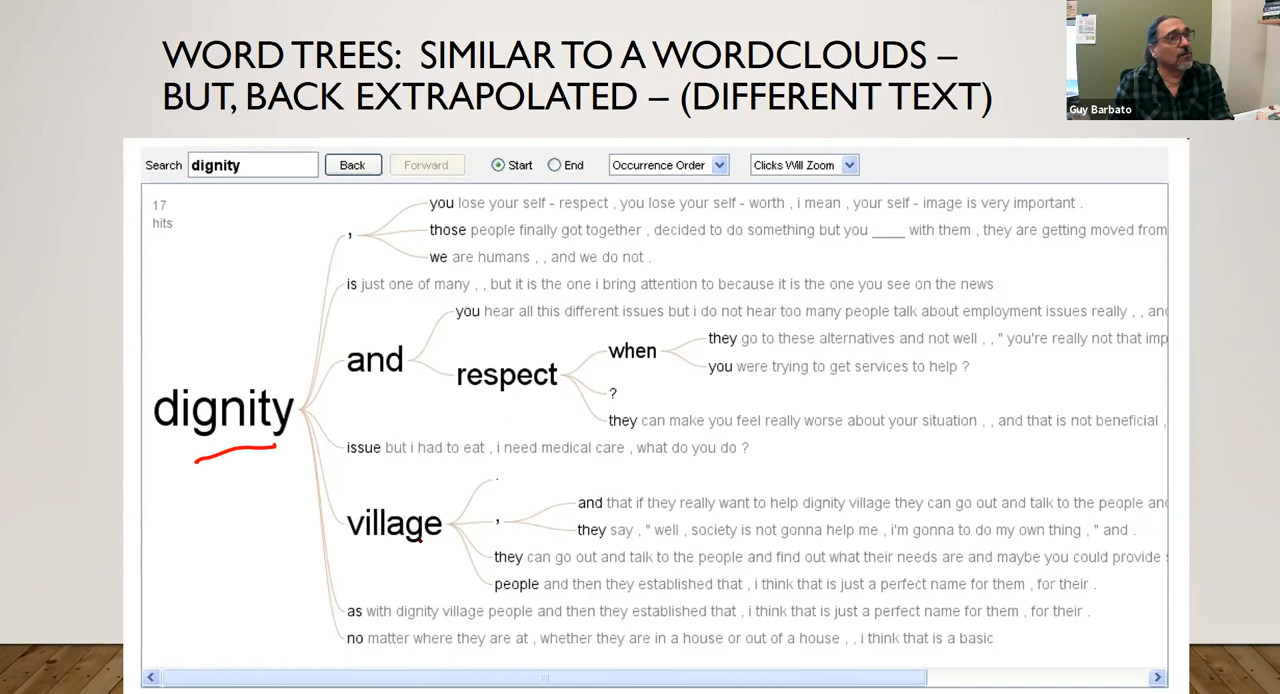 WORD TREES: SIMILAR TO A WORDCLOUDS –
BUT, BACK EXTRAPOLATED – (DIFFERENT TEXT)
Guy Barbato
Search dignity Back Forward Start End Occurrence Order Clicks Will Zoom
17
hits
you lose your self - respect , you lose your self - worth , i mean , your self - image is very important .
, those people finally got together , decided to do something but you ____ with them , they are getting moved from
we are humans , , and we do not .
is just one of many , , but it is the one i bring attention to because it is the one you see on the news
you hear all this different issues but i do not hear too many people talk about employment issues really , , and
they go to these alternatives and not well , , " you're really not that imp
and respect when
you were trying to get services to help ?
?
dignity
they can make you feel really worse about your situation , , and that is not beneficial ,
issue but i had to eat , i need medical care , what do you do ?
.
and that if they really want to help dignity village they can go out and talk to the people and
village ,
they say , " well , society is not gonna help me , i'm gonna to do my own thing , " and .
they can go out and talk to the people and find out what their needs are and maybe you could provide s
people and then they established that , i think that is just a perfect name for them , for their .
as with dignity village people and then they established that , i think that is just a perfect name for them , for their .
no matter where they are at , whether they are in a house or out of a house , , i think that is a basic